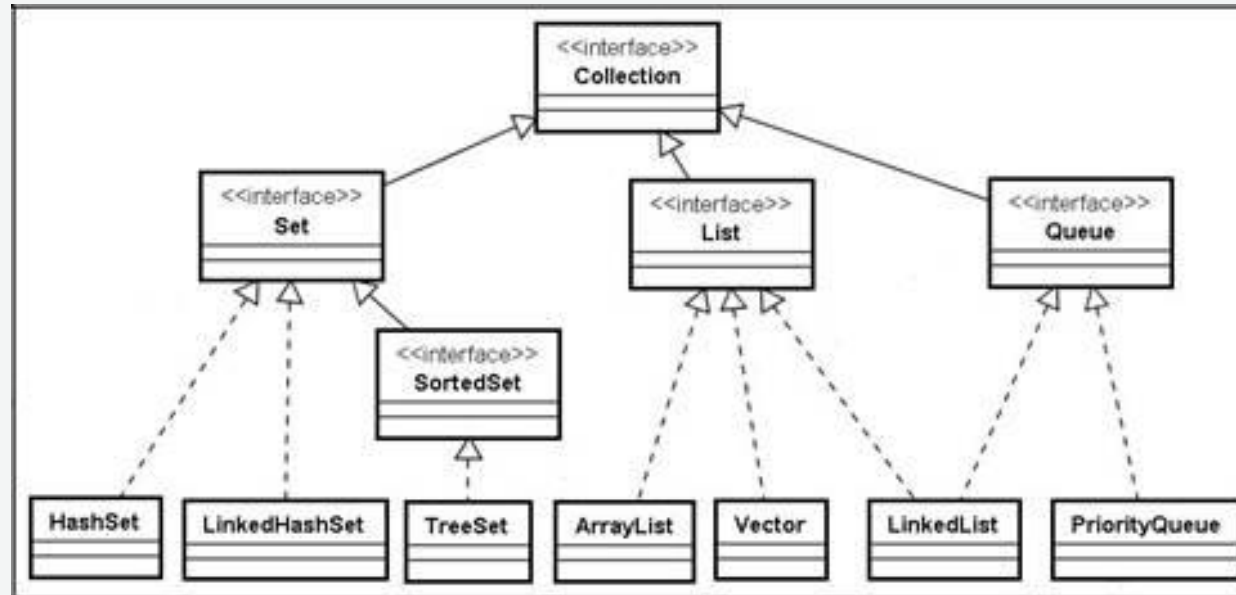 <<interface>>
Collection
<<interface>>
Set
<<interface>>
List
<<interface>>
Queue
<<interface>>
SortedSet
HashSet
LinkedHashSet
TreeSet
ArrayList
Vector
LinkedList
PriorityQueue